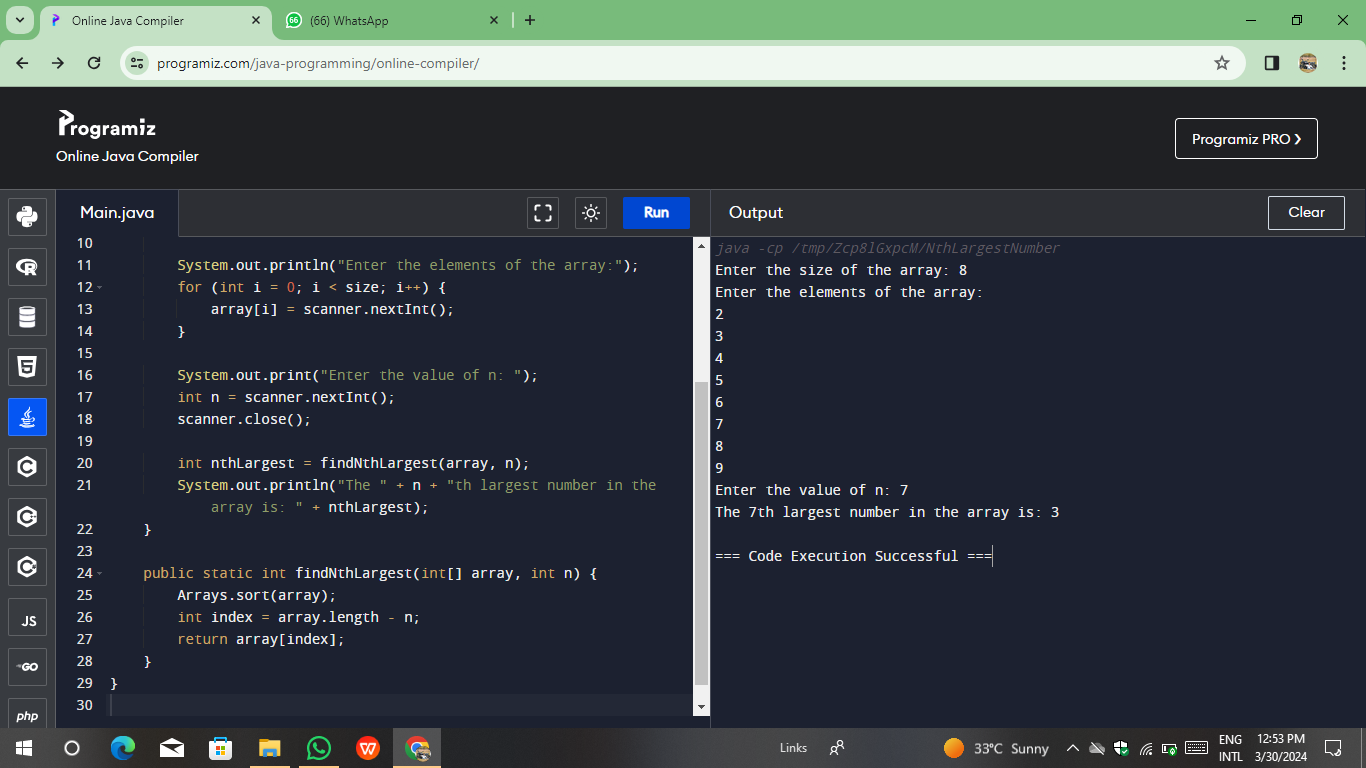 Online Java Compiler
(66) WhatsApp
programiz.com/java-programming/online-compiler/
Programiz
Online Java Compiler
Programiz PRO ❯
Main.java
Run
Output
Clear
10
11 System.out.println("Enter the elements of the array:");
12 for (int i = 0; i < size; i++) {
13 array[i] = scanner.nextInt();
14 }
15
16 System.out.print("Enter the value of n: ");
17 int n = scanner.nextInt();
18 scanner.close();
19
20 int nthLargest = findNthLargest(array, n);
21 System.out.println("The " + n + "th largest number in the
array is: " + nthLargest);
22 }
23
24 public static int findNthLargest(int[] array, int n) {
25 Arrays.sort(array);
26 int index = array.length - n;
27 return array[index];
28 }
29 }
30
java -cp /tmp/Zcp8lGxpcM/NthLargestNumber
Enter the size of the array: 8
Enter the elements of the array:
2
3
4
5
6
7
8
9
Enter the value of n: 7
The 7th largest number in the array is: 3
=== Code Execution Successful ===
JS
GO
php
Links
33°C Sunny
ENG
INTL
12:53 PM
3/30/2024